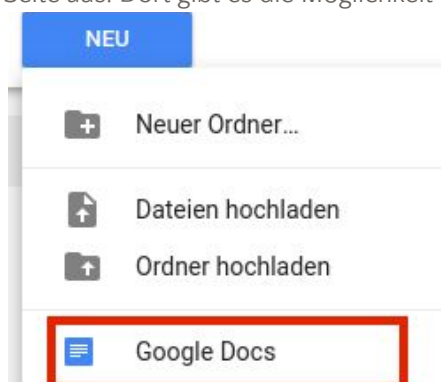 Seite aus. Dort gibt es die Möglichkeit
NEU
Neuer Ordner...
Dateien hochladen
Ordner hochladen
Google Docs